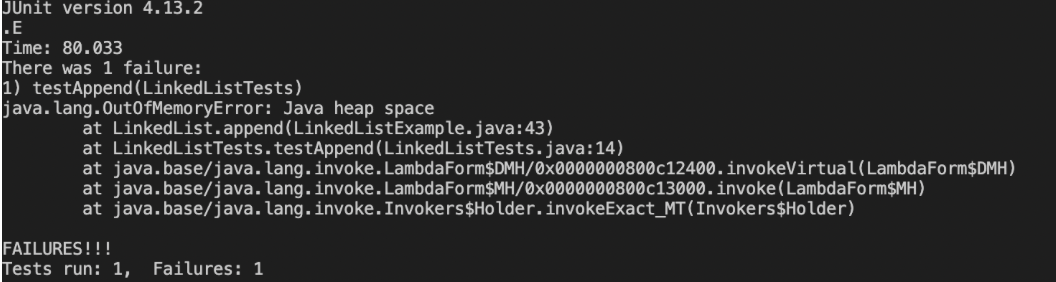 JUnit version 4.13.2
.E
Time: 80.033
There was 1 failure:
1) testAppend(LinkedListTests)
java.lang.OutOfMemoryError: Java heap space
        at LinkedList.append(LinkedListExample.java:43)
        at LinkedListTests.testAppend(LinkedListTests.java:14)
        at java.base/java.lang.invoke.LambdaForm$DMH/0x0000000800c12400.invokeVirtual(LambdaForm$DMH)
        at java.base/java.lang.invoke.LambdaForm$MH/0x0000000800c13000.invoke(LambdaForm$MH)
        at java.base/java.lang.invoke.Invokers$Holder.invokeExact_MT(Invokers$Holder)

FAILURES!!!
Tests run: 1,  Failures: 1